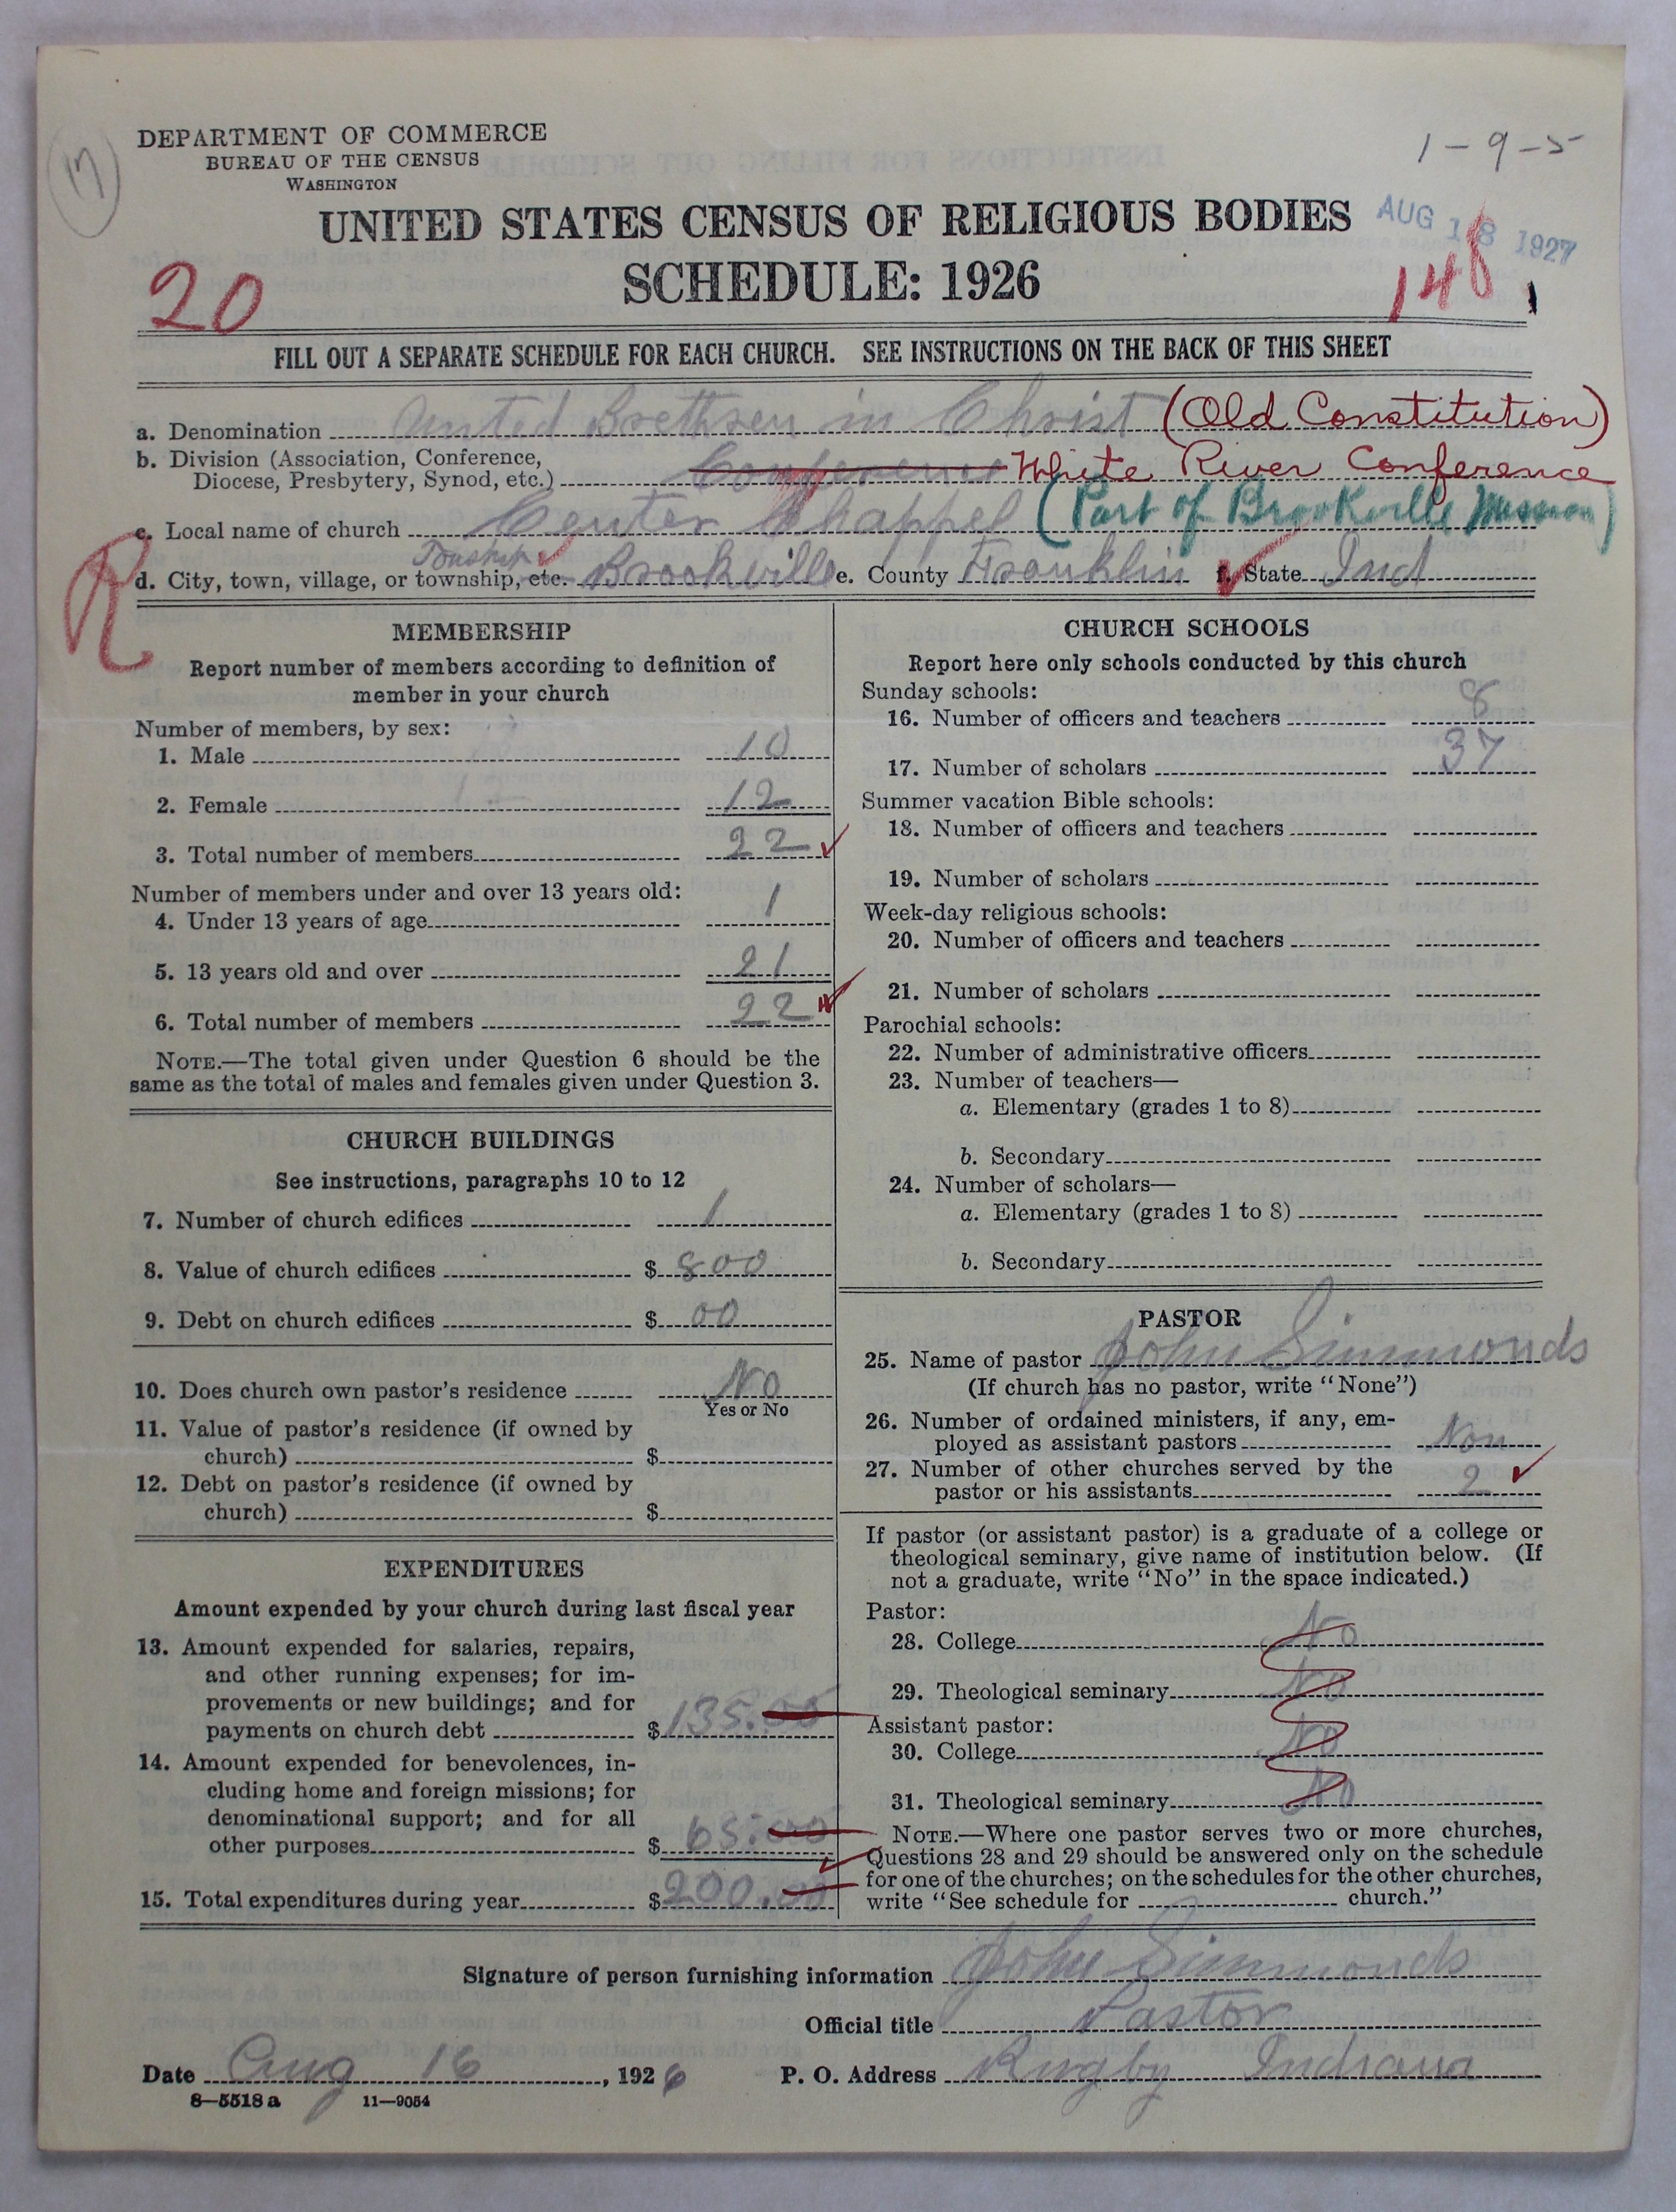 17
DEPARTMENT OF COMMERCE
BUREAU OF THE CENSUS
WASHINGTON
1-9-5
UNITED STATES CENSUS OF RELIGIOUS BODIES
AUG 18 1927
20
SCHEDULE: 1926
148
1
FILL OUT A SEPARATE SCHEDULE FOR EACH CHURCH. SEE INSTRUCTIONS ON THE BACK OF THIS SHEET
a. Denomination United Brethren in Christ (Old Constitution)
b. Division (Association, Conference,
Diocese, Presbytery, Synod, etc.) Conference White River Conference
c. Local name of church Center Chappel (Part of Brookville Mission)
R
Township
d. City, town, village, or township, etc. Brookville e. County Franklin f. State Ind
MEMBERSHIP
Report number of members according to definition of
member in your church
Number of members, by sex:
1. Male 10
2. Female 12
3. Total number of members 22
Number of members under and over 13 years old:
4. Under 13 years of age 1
5. 13 years old and over 21
6. Total number of members 22
NOTE.—The total given under Question 6 should be the
same as the total of males and females given under Question 3.
CHURCH BUILDINGS
See instructions, paragraphs 10 to 12
7. Number of church edifices 1
8. Value of church edifices $ 800
9. Debt on church edifices $ 00
10. Does church own pastor's residence No
Yes or No
11. Value of pastor's residence (if owned by
church) $
12. Debt on pastor's residence (if owned by
church) $
EXPENDITURES
Amount expended by your church during last fiscal year
13. Amount expended for salaries, repairs,
and other running expenses; for im-
provements or new buildings; and for
payments on church debt $ 135.00
14. Amount expended for benevolences, in-
cluding home and foreign missions; for
denominational support; and for all
other purposes $ 65.00
15. Total expenditures during year $ 200.00
CHURCH SCHOOLS
Report here only schools conducted by this church
Sunday schools:
16. Number of officers and teachers 8
17. Number of scholars 37
Summer vacation Bible schools:
18. Number of officers and teachers
19. Number of scholars
Week-day religious schools:
20. Number of officers and teachers
21. Number of scholars
Parochial schools:
22. Number of administrative officers
23. Number of teachers—
a. Elementary (grades 1 to 8)
b. Secondary
24. Number of scholars—
a. Elementary (grades 1 to 8)
b. Secondary
PASTOR
25. Name of pastor John Simmonds
(If church has no pastor, write "None")
26. Number of ordained ministers, if any, em-
ployed as assistant pastors Non
27. Number of other churches served by the
pastor or his assistants 2
If pastor (or assistant pastor) is a graduate of a college or
theological seminary, give name of institution below. (If
not a graduate, write "No" in the space indicated.)
Pastor:
28. College No
29. Theological seminary No
Assistant pastor:
30. College No
31. Theological seminary No
NOTE.—Where one pastor serves two or more churches,
Questions 28 and 29 should be answered only on the schedule
for one of the churches; on the schedules for the other churches,
write "See schedule for church."
Signature of person furnishing information John Simmonds
Official title Pastor
Date Aug 16, 1926 P. O. Address Rugby Indiana
8—5518 a 11—9054